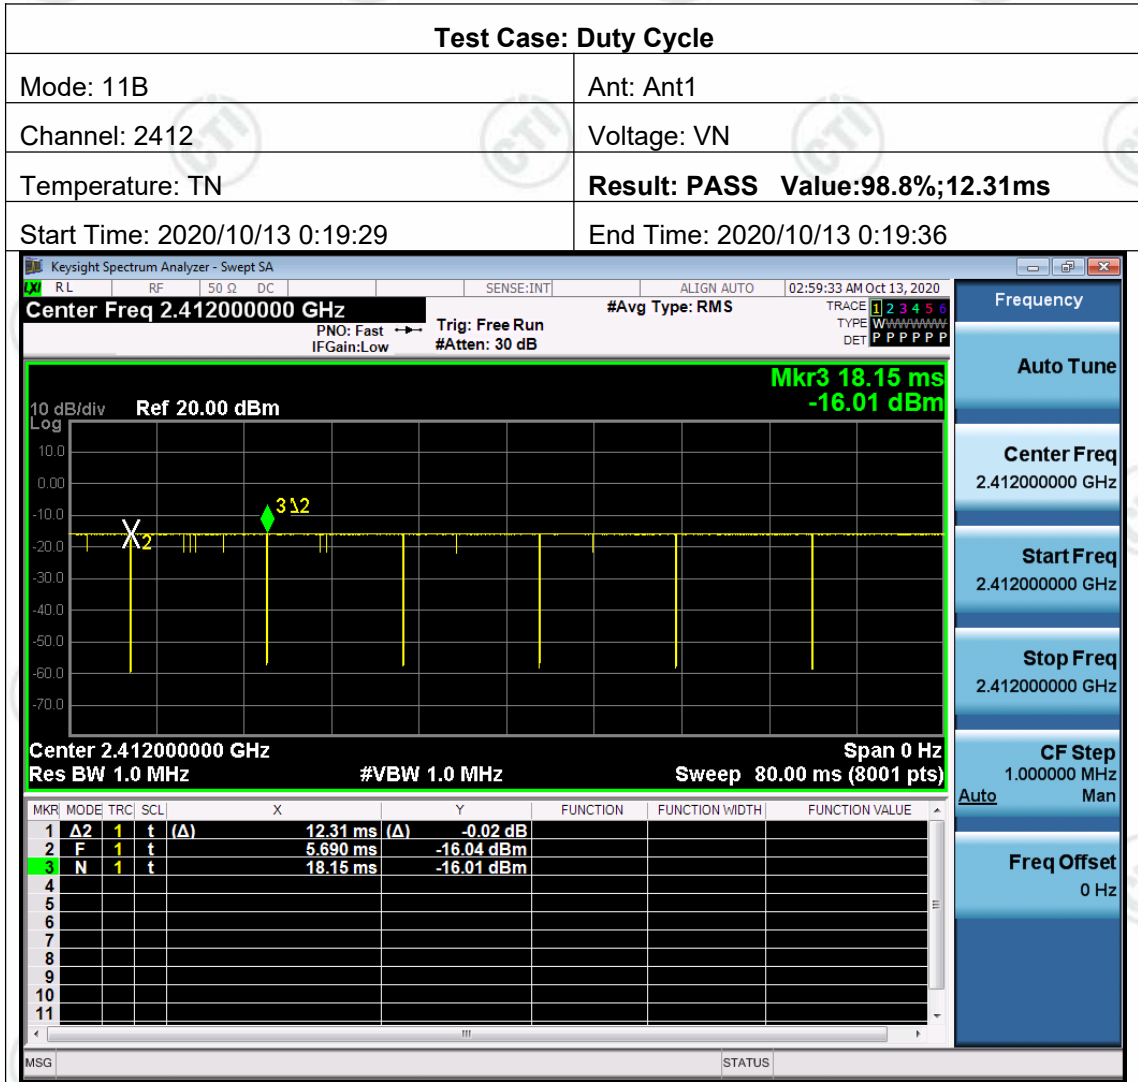 Test Case: Duty Cycle
Mode: 11B
Ant: Ant1
Channel: 2412
Voltage: VN
Temperature: TN
Result: PASS Value:98.8%;12.31ms
Start Time: 2020/10/13 0:19:29
End Time: 2020/10/13 0:19:36
Keysight Spectrum Analyzer - Swept SA
LXI RL RF 50 Ω DC SENSE:INT ALIGN AUTO 02:59:33 AM Oct 13, 2020
Center Freq 2.412000000 GHz
PNO: Fast
IFGain:Low
Trig: Free Run
#Atten: 30 dB
#Avg Type: RMS
TRACE 1 2 3 4 5 6
TYPE WWWWWW
DET P P P P P P
Mkr3 18.15 ms
-16.01 dBm
10 dB/div Ref 20.00 dBm
Log
10.0
0.00
-10.0
-20.0
-30.0
-40.0
-50.0
-60.0
-70.0
3Δ2
2
Center 2.412000000 GHz Span 0 Hz
Res BW 1.0 MHz #VBW 1.0 MHz Sweep 80.00 ms (8001 pts)
MKR MODE TRC SCL X Y FUNCTION FUNCTION WIDTH FUNCTION VALUE
1 Δ2 1 t (Δ) 12.31 ms (Δ) -0.02 dB
2 F 1 t 5.690 ms -16.04 dBm
3 N 1 t 18.15 ms -16.01 dBm
4
5
6
7
8
9
10
11
MSG STATUS
Frequency
Auto Tune
Center Freq
2.412000000 GHz
Start Freq
2.412000000 GHz
Stop Freq
2.412000000 GHz
CF Step
1.000000 MHz
Auto Man
Freq Offset
0 Hz
CTI
CTI
CTI